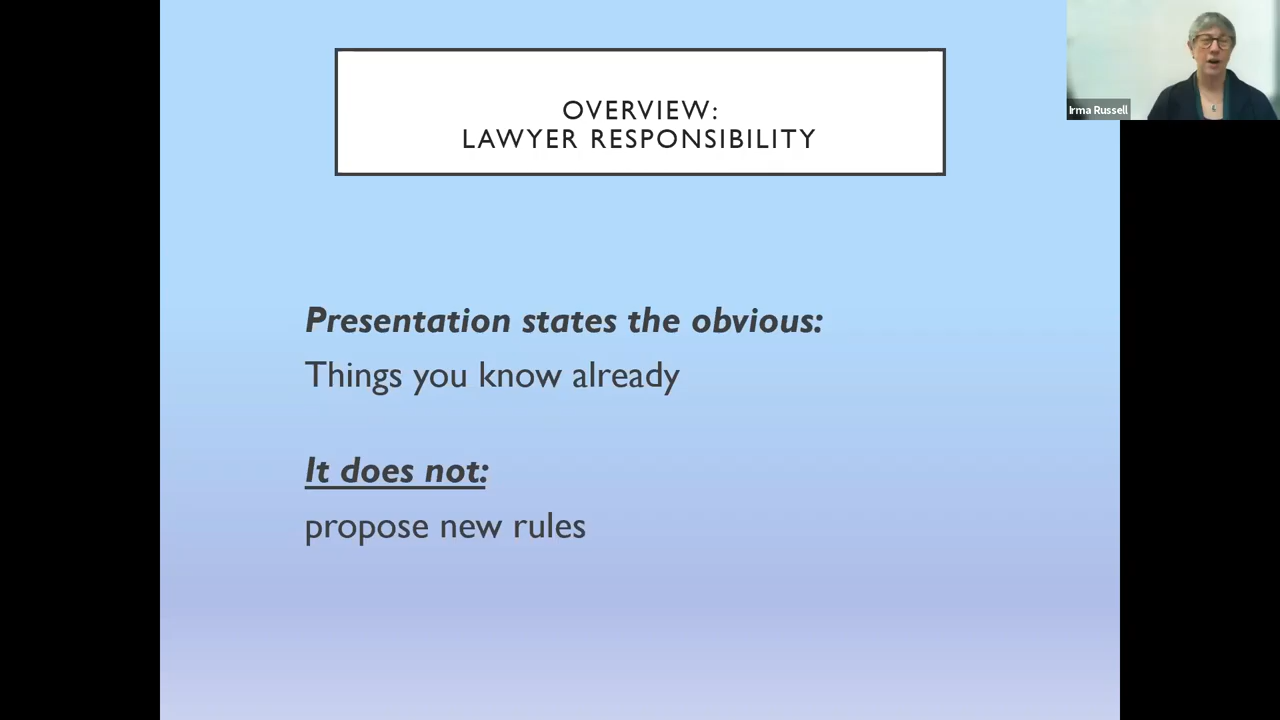 OVERVIEW:
LAWYER RESPONSIBILITY
Irma Russell
Presentation states the obvious:
Things you know already
It does not:
propose new rules